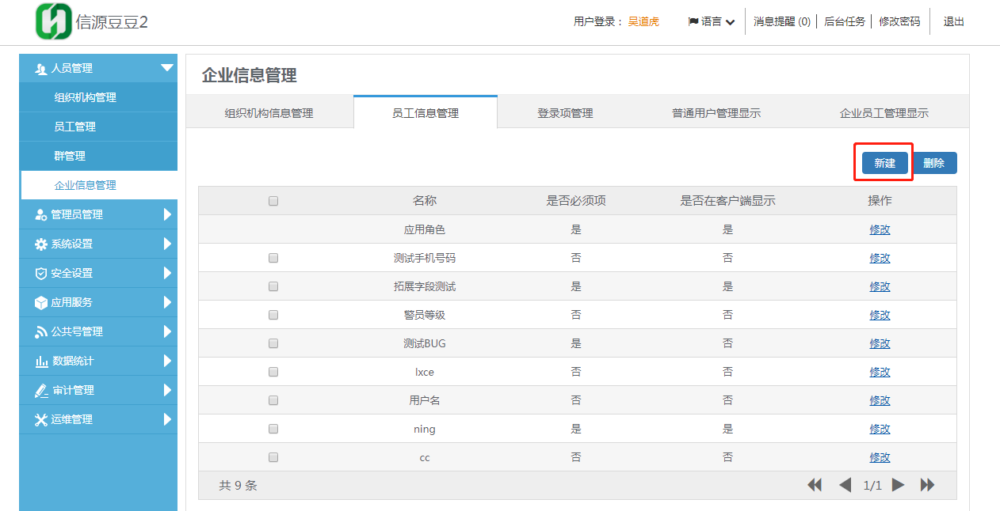 信源豆豆2
用户登录： 吴道虎 语言 消息提醒 (0) 后台任务 修改密码 退出
人员管理
组织机构管理
员工管理
群管理
企业信息管理
管理员管理
系统设置
安全设置
应用服务
公共号管理
数据统计
审计管理
运维管理
企业信息管理
组织机构信息管理 员工信息管理 登录项管理 普通用户管理显示 企业员工管理显示
新建 删除
名称 是否必须项 是否在客户端显示 操作
应用角色 是 是 修改
测试手机号码 否 否 修改
拓展字段测试 是 是 修改
警员等级 否 否 修改
测试BUG 是 否 修改
lxce 否 否 修改
用户名 否 否 修改
ning 是 是 修改
cc 否 否 修改
共 9 条 1/1